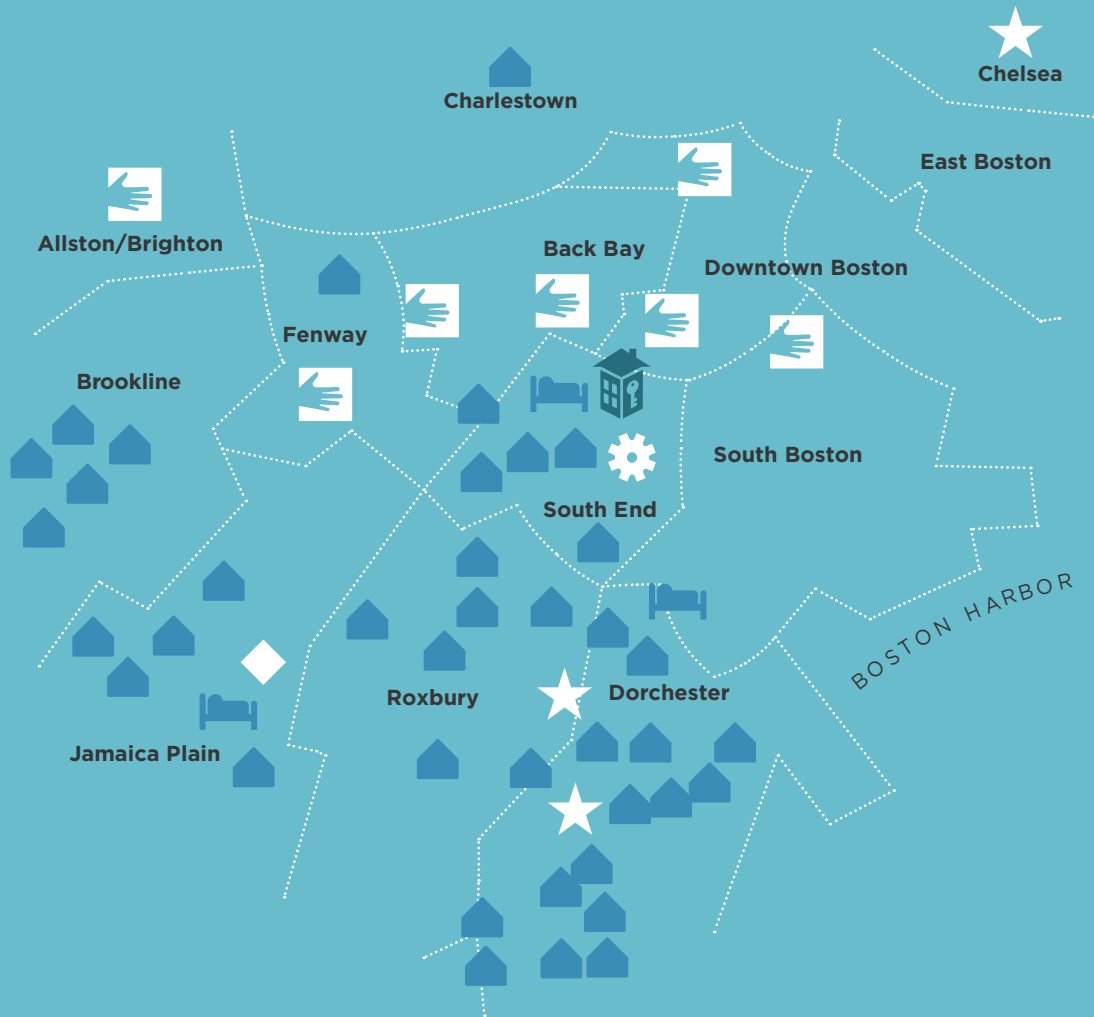 Chelsea
Charlestown
East Boston
Allston/Brighton
Back Bay
Downtown Boston
Fenway
Brookline
South Boston
South End
BOSTON HARBOR
Roxbury
Dorchester
Jamaica Plain